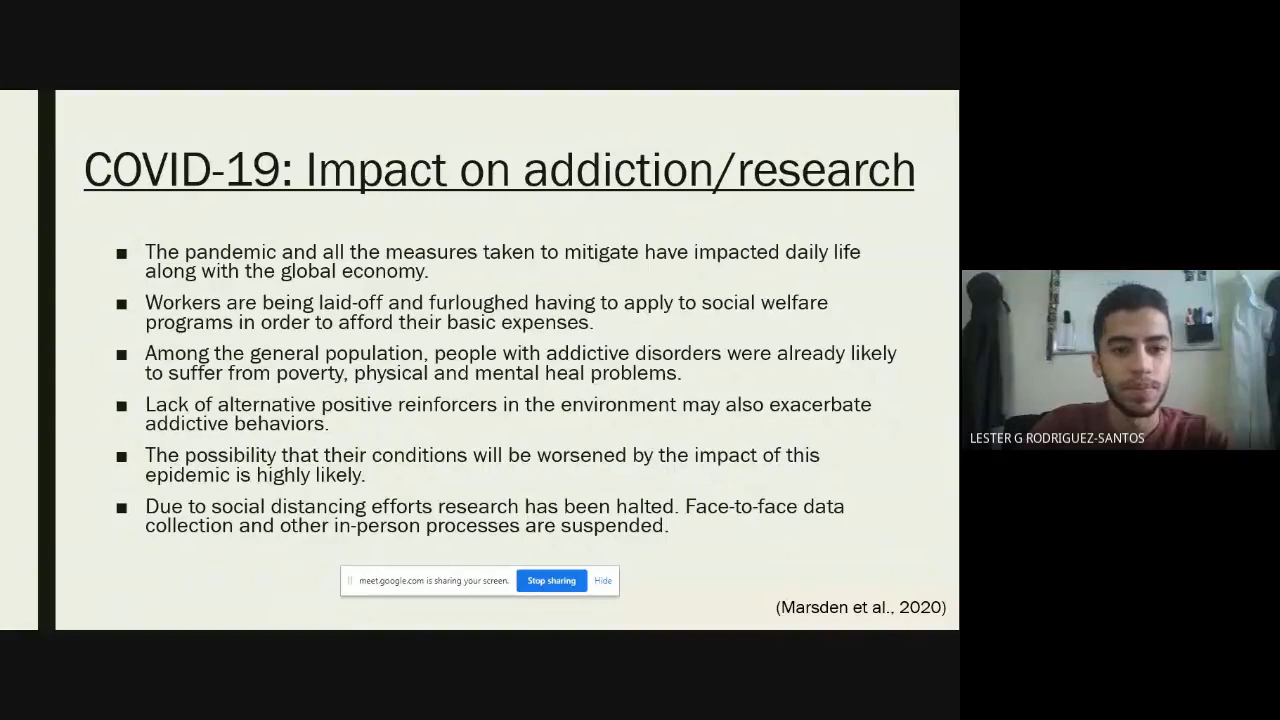 COVID-19: Impact on addiction/research
■ The pandemic and all the measures taken to mitigate have impacted daily life
along with the global economy.
■ Workers are being laid-off and furloughed having to apply to social welfare
programs in order to afford their basic expenses.
■ Among the general population, people with addictive disorders were already likely
to suffer from poverty, physical and mental heal problems.
■ Lack of alternative positive reinforcers in the environment may also exacerbate
addictive behaviors.
■ The possibility that their conditions will be worsened by the impact of this
epidemic is highly likely.
■ Due to social distancing efforts research has been halted. Face-to-face data
collection and other in-person processes are suspended.
meet.google.com is sharing your screen. Stop sharing Hide
(Marsden et al., 2020)
LESTER G RODRIGUEZ-SANTOS